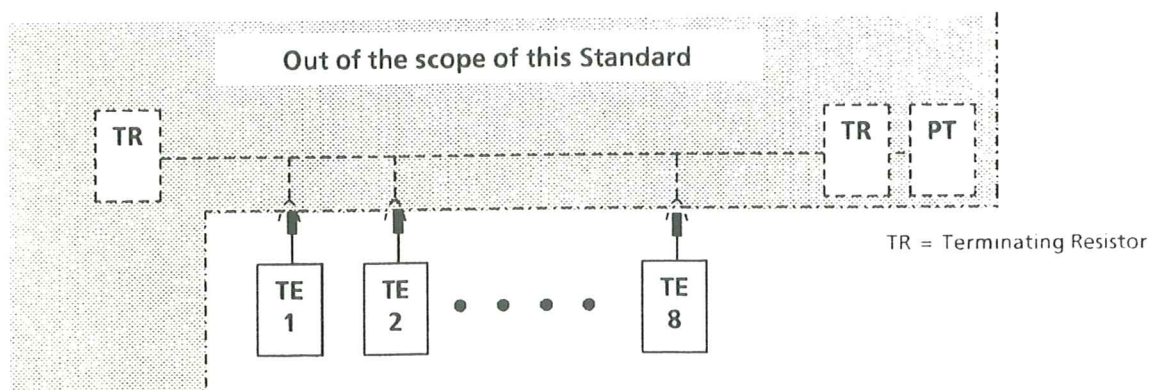 Out of the scope of this Standard
TR
TR
PT
TR = Terminating Resistor
TE
1
TE
2
TE
8